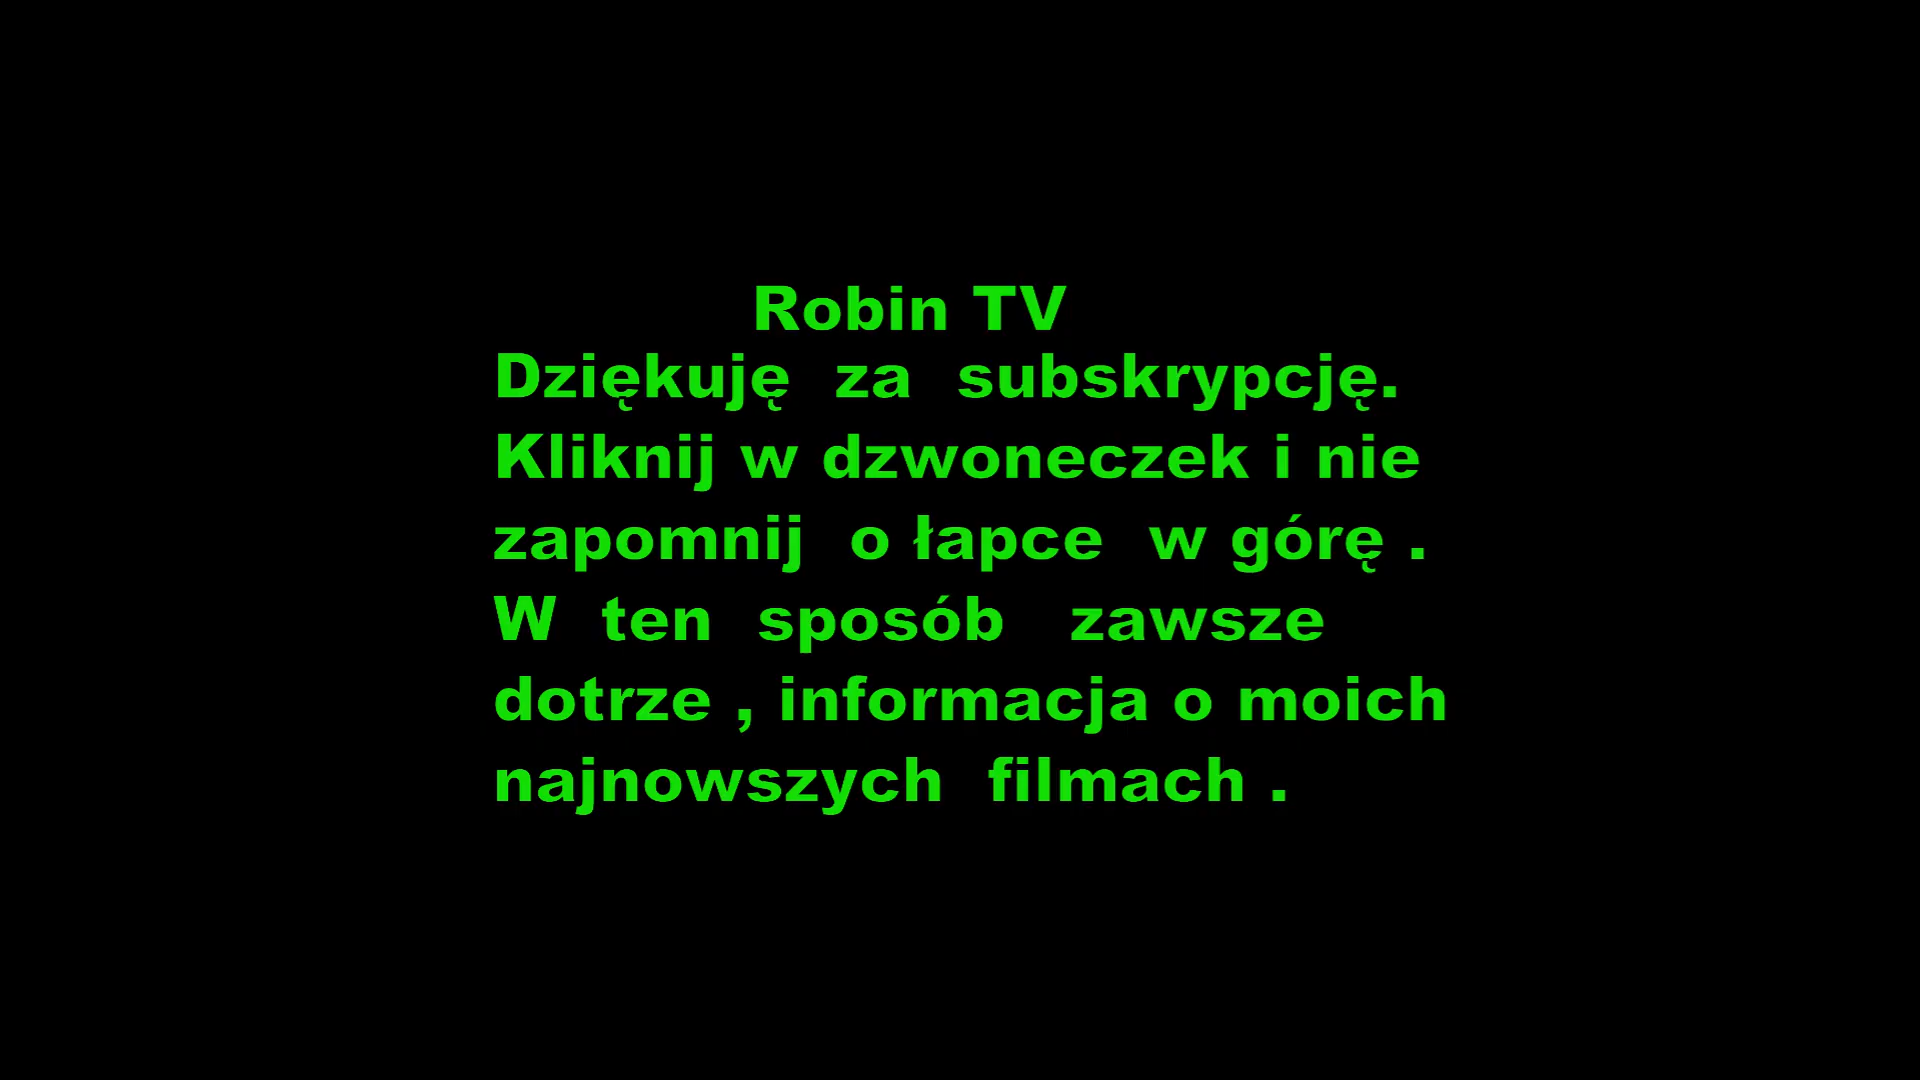 Robin TV
Dziękuję za subskrypcję.
Kliknij w dzwoneczek i nie
zapomnij o łapce w górę .
W ten sposób zawsze
dotrze , informacja o moich
najnowszych filmach .